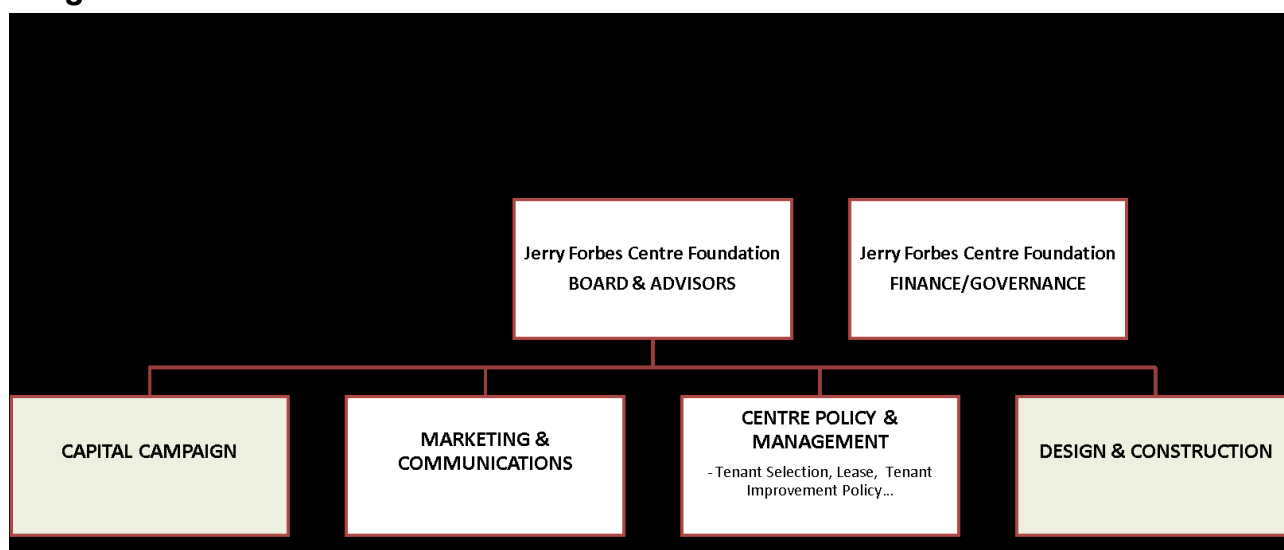 Jerry Forbes Centre Foundation
BOARD & ADVISORS
Jerry Forbes Centre Foundation
FINANCE/GOVERNANCE
CAPITAL CAMPAIGN
MARKETING &
COMMUNICATIONS
CENTRE POLICY &
MANAGEMENT
- Tenant Selection, Lease, Tenant
Improvement Policy...
DESIGN & CONSTRUCTION